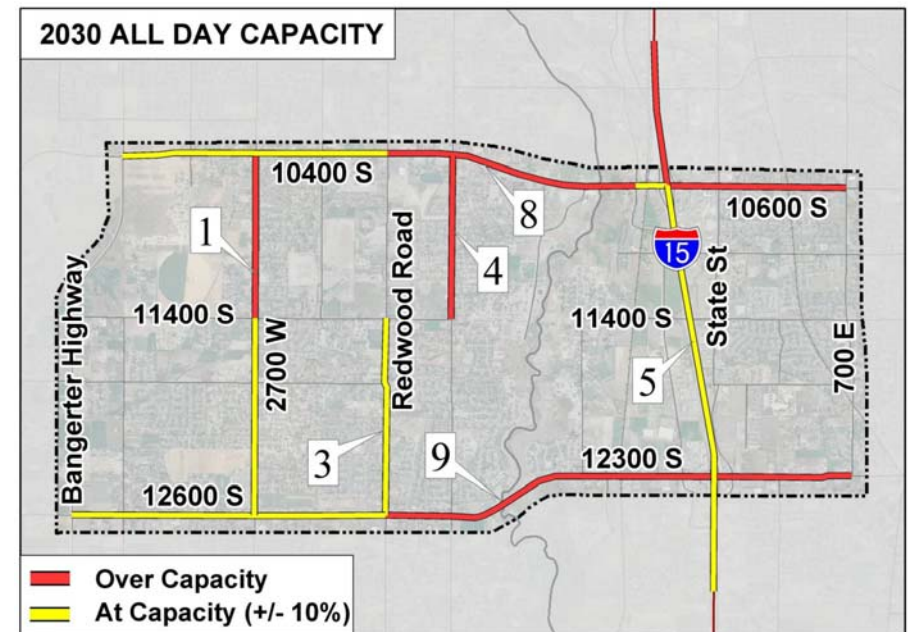 2030 ALL DAY CAPACITY
10400 S
8
10600 S
1
4
15
Bangerter Highway
Redwood Road
State St
11400 S
11400 S
2700 W
700 E
5
3
9
12300 S
12600 S
Over Capacity
At Capacity (+/- 10%)